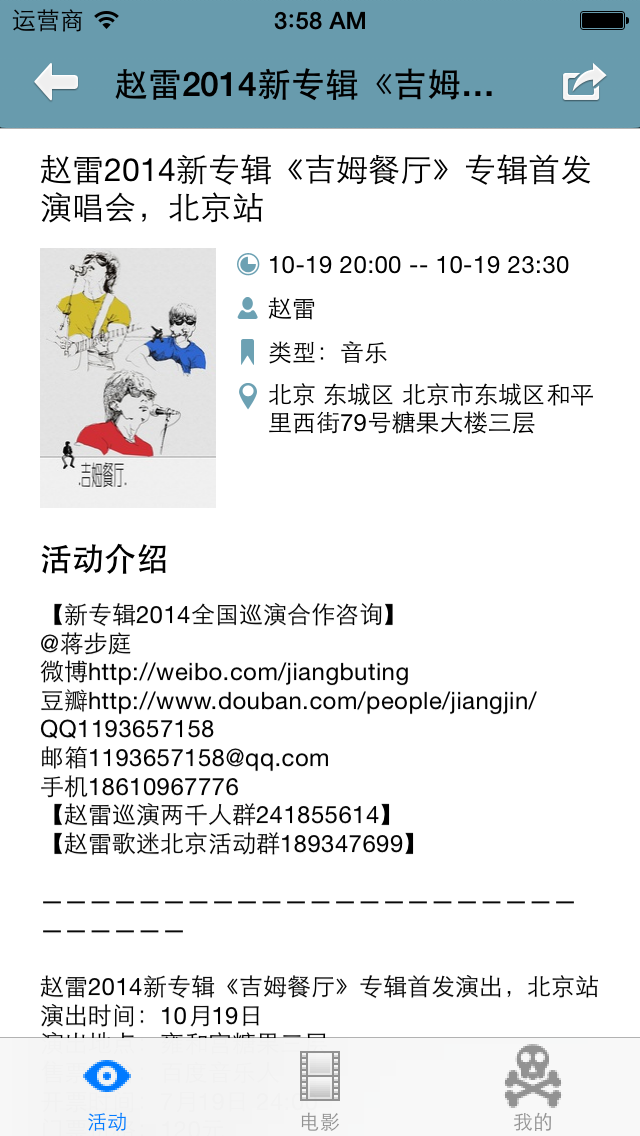 运营商 3:58 AM
赵雷2014新专辑《吉姆...
赵雷2014新专辑《吉姆餐厅》专辑首发
演唱会，北京站
10-19 20:00 -- 10-19 23:30
赵雷
类型：音乐
北京 东城区 北京市东城区和平
里西街79号糖果大楼三层
.吉姆餐厅.
活动介绍
【新专辑2014全国巡演合作咨询】
@蒋步庭
微博http://weibo.com/jiangbuting
豆瓣http://www.douban.com/people/jiangjin/
QQ1193657158
邮箱1193657158@qq.com
手机18610967776
【赵雷巡演两千人群241855614】
【赵雷歌迷北京活动群189347699】
－－－－－－－－－－－－－－－－－－－－－－
－－－－－－
赵雷2014新专辑《吉姆餐厅》专辑首发演出，北京站
演出时间：10月19日
活动 电影 我的